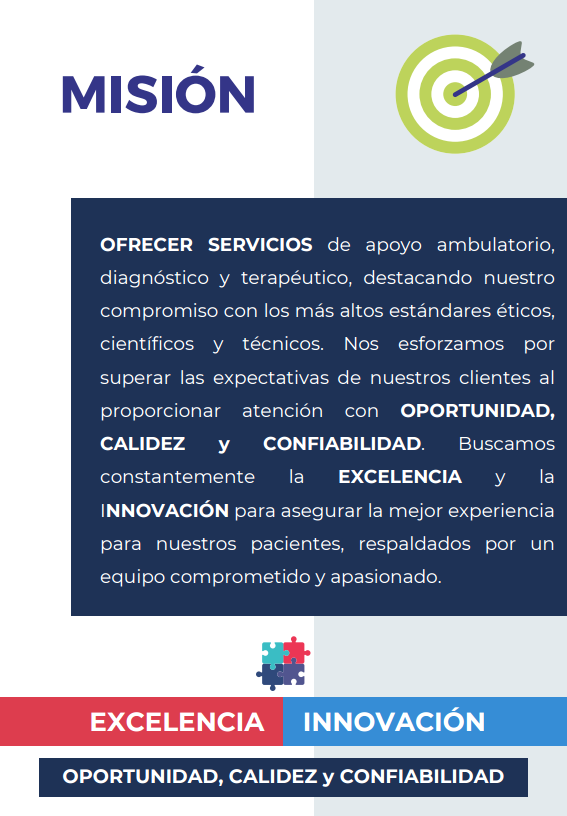 MISIÓN
OFRECER SERVICIOS de apoyo ambulatorio,
diagnóstico y terapéutico, destacando nuestro
compromiso con los más altos estándares éticos,
científicos y técnicos. Nos esforzamos por
superar las expectativas de nuestros clientes al
proporcionar atención con OPORTUNIDAD,
CALIDEZ y CONFIABILIDAD. Buscamos
constantemente la EXCELENCIA y la
INNOVACIÓN para asegurar la mejor experiencia
para nuestros pacientes, respaldados por un
equipo comprometido y apasionado.
EXCELENCIA INNOVACIÓN
OPORTUNIDAD, CALIDEZ y CONFIABILIDAD